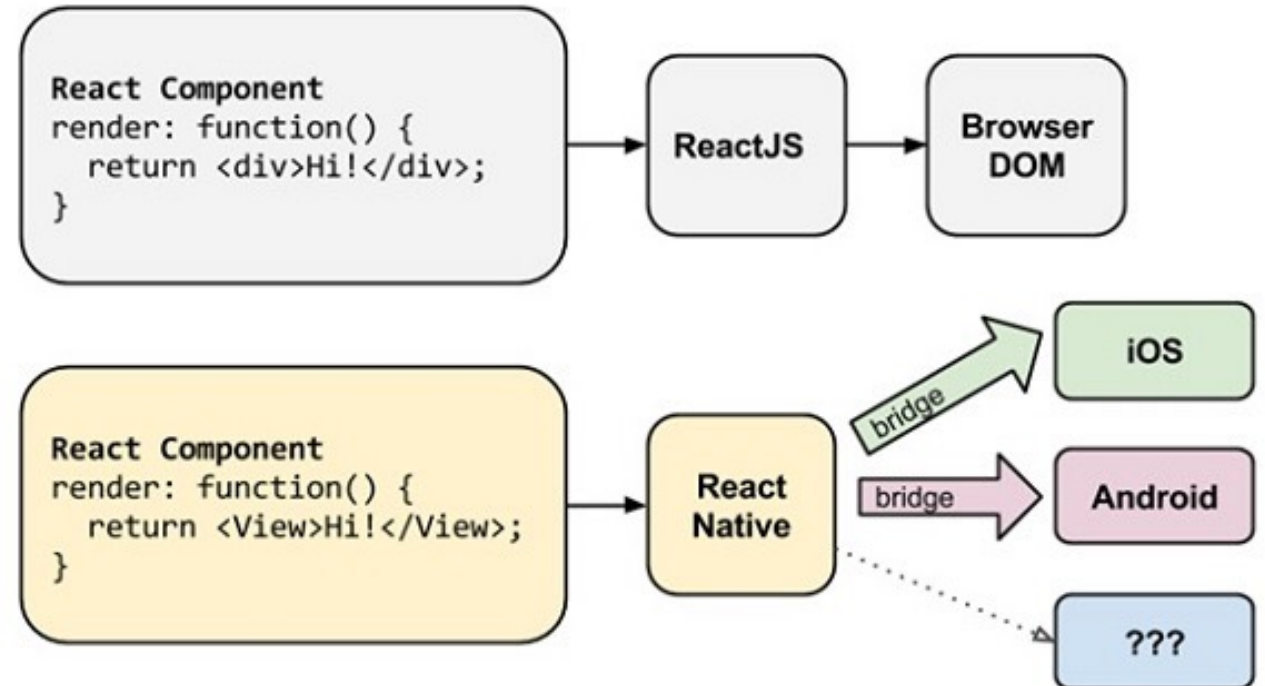 React Component
render: function() {
  return <div>Hi!</div>;
}
ReactJS
Browser
DOM
React Component
render: function() {
  return <View>Hi!</View>;
}
React
Native
bridge
iOS
bridge
Android
???